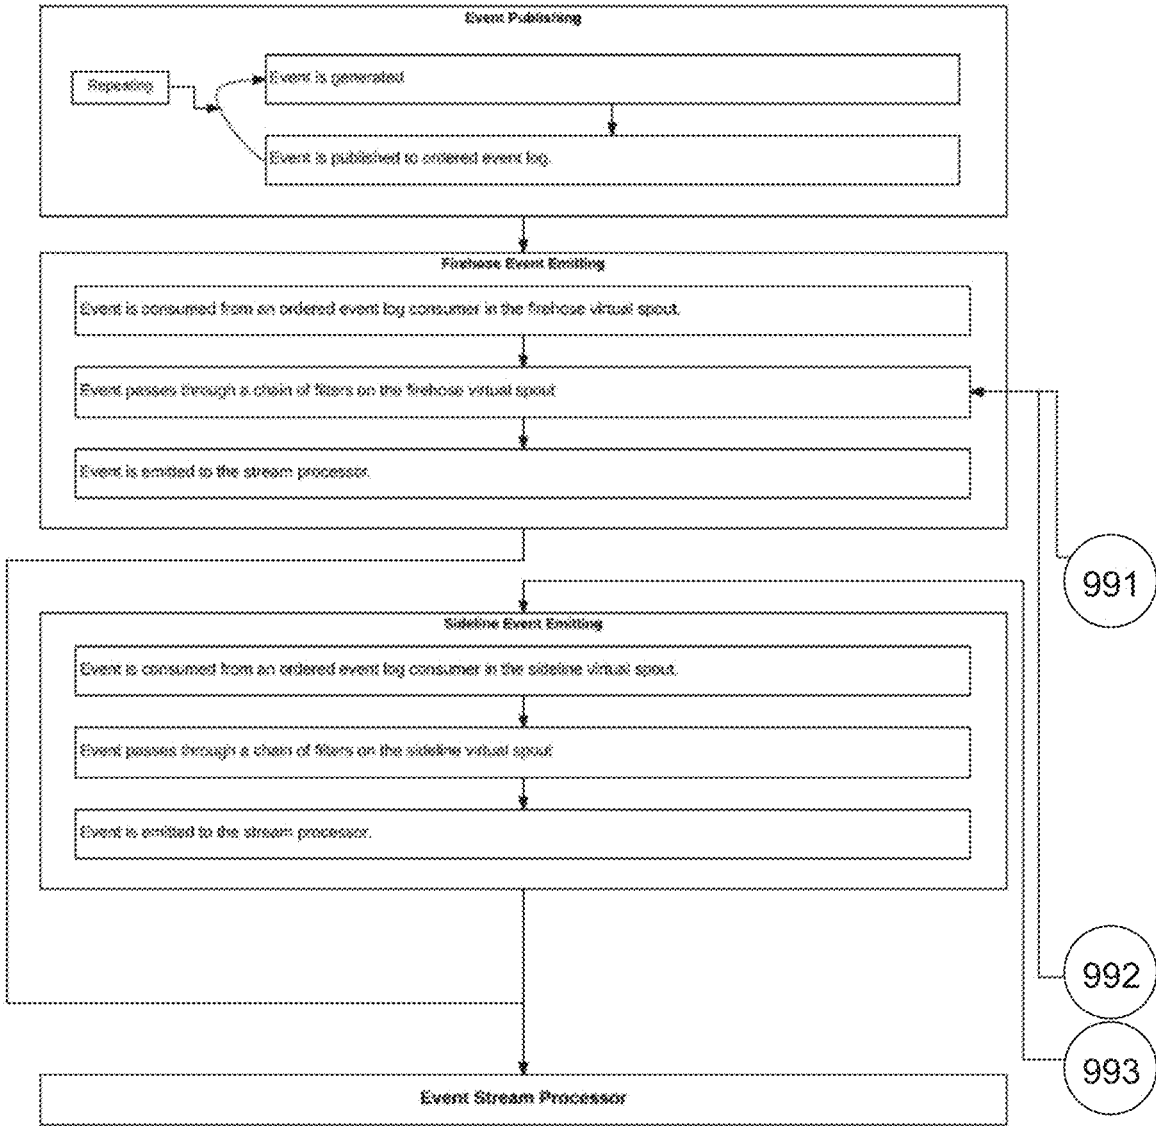 Event Publishing
Repeating
Event is generated
Event is published to ordered event log.
Firehose Event Emitting
Event is consumed from an ordered event log consumer in the firehose virtual spout.
Event passes through a chain of filters on the firehose virtual spout
Event is emitted to the stream processor.
991
Sideline Event Emitting
Event is consumed from an ordered event log consumer in the sideline virtual spout.
Event passes through a chain of filters on the sideline virtual spout
Event is emitted to the stream processor.
992
993
Event Stream Processor